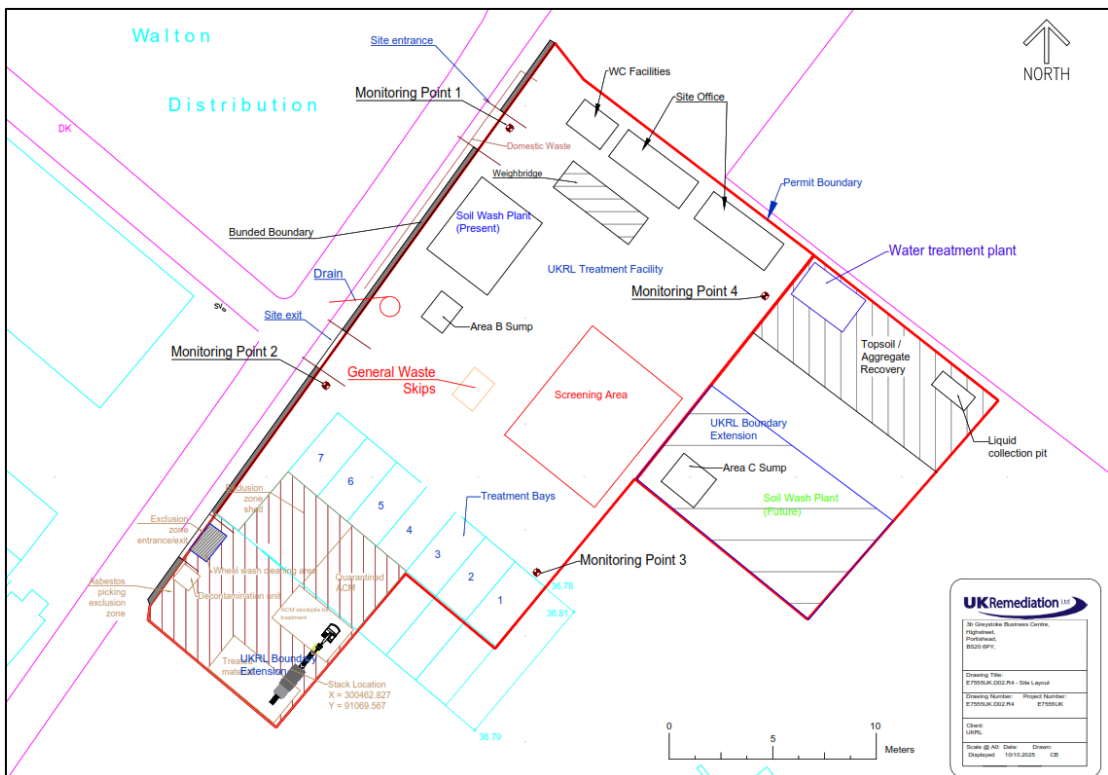 Walton
Distribution
DK
Site entrance
Monitoring Point 1
WC Facilities
Site Office
NORTH
Domestic Waste
Weighbridge
Permit Boundary
Bunded Boundary
Soil Wash Plant
(Present)
UKRL Treatment Facility
Water treatment plant
Drain
Monitoring Point 4
SV
Site exit
Area B Sump
Topsoil /
Aggregate
Recovery
Monitoring Point 2
General Waste
Skips
Screening Area
UKRL Boundary
Extension
Liquid
collection pit
7
6
5
4
3
2
1
Area C Sump
Treatment Bays
Soil Wash Plant
(Future)
Exclusion
zone
shed
Exclusion
zone
entrance/exit
Wheel wash cleaning area
Quarantined
ACM
Monitoring Point 3
Asbestos
picking
exclusion
zone
Decontamination unit
ACM stockpile for
treatment
36.78
36.81
UKRL Boundary
Extension
Stack Location
X = 300462.827
Y = 91069.567
36.79
0
5
10
Meters
UKRemediation Ltd
3b Greystoke Business Centre,
Highstreet,
Portishead,
BS20 6PY,
Drawing Title:
E7555UK.D02.R4 - Site Layout
Drawing Number: Project Number:
E7555UK.D02.R4 E7555UK
Client:
UKRL
Scale @ A0: Date: Drawn:
Displayed 10/10.2025 CB